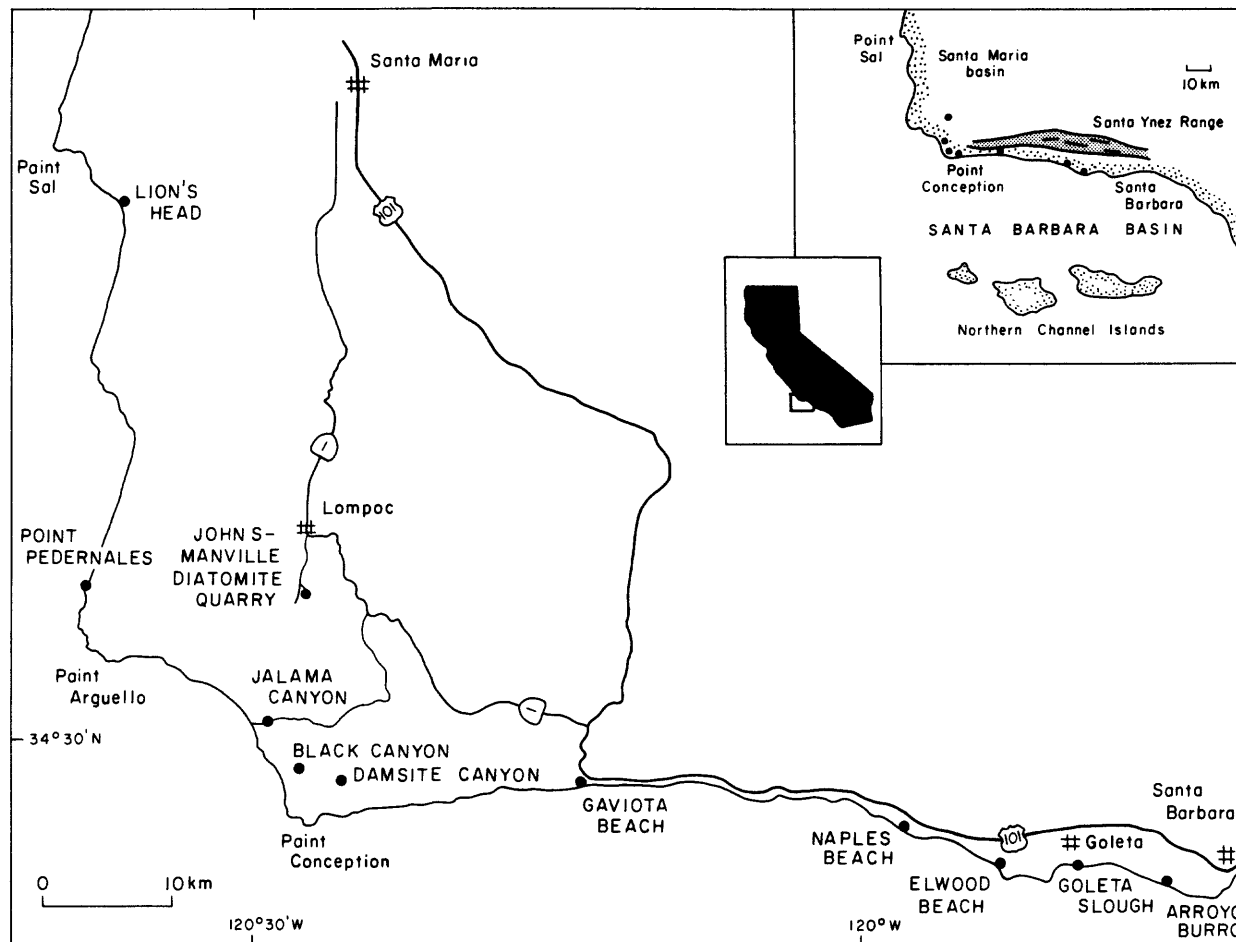 Santa Maria
Point
Sal
Santa Maria
basin
10 km
Santa Ynez Range
Point
Conception
Santa
Barbara
SANTA BARBARA BASIN
Northern Channel Islands
Paint
Sal
LION'S
HEAD
101
1
Lompoc
POINT
PEDERNALES
JOHNS-
MANVILLE
DIATOMITE
QUARRY
Paint
Arguello
JALAMA
CANYON
1
34°30'N
BLACK CANYON
DAMSITE CANYON
GAVIOTA
BEACH
Paint
Conception
Santa
Barbara
NAPLES
BEACH
101
Goleta
ELWOOD
BEACH
GOLETA
SLOUGH
ARROYO
BURRO
0 10 km
120°30'W
120°W